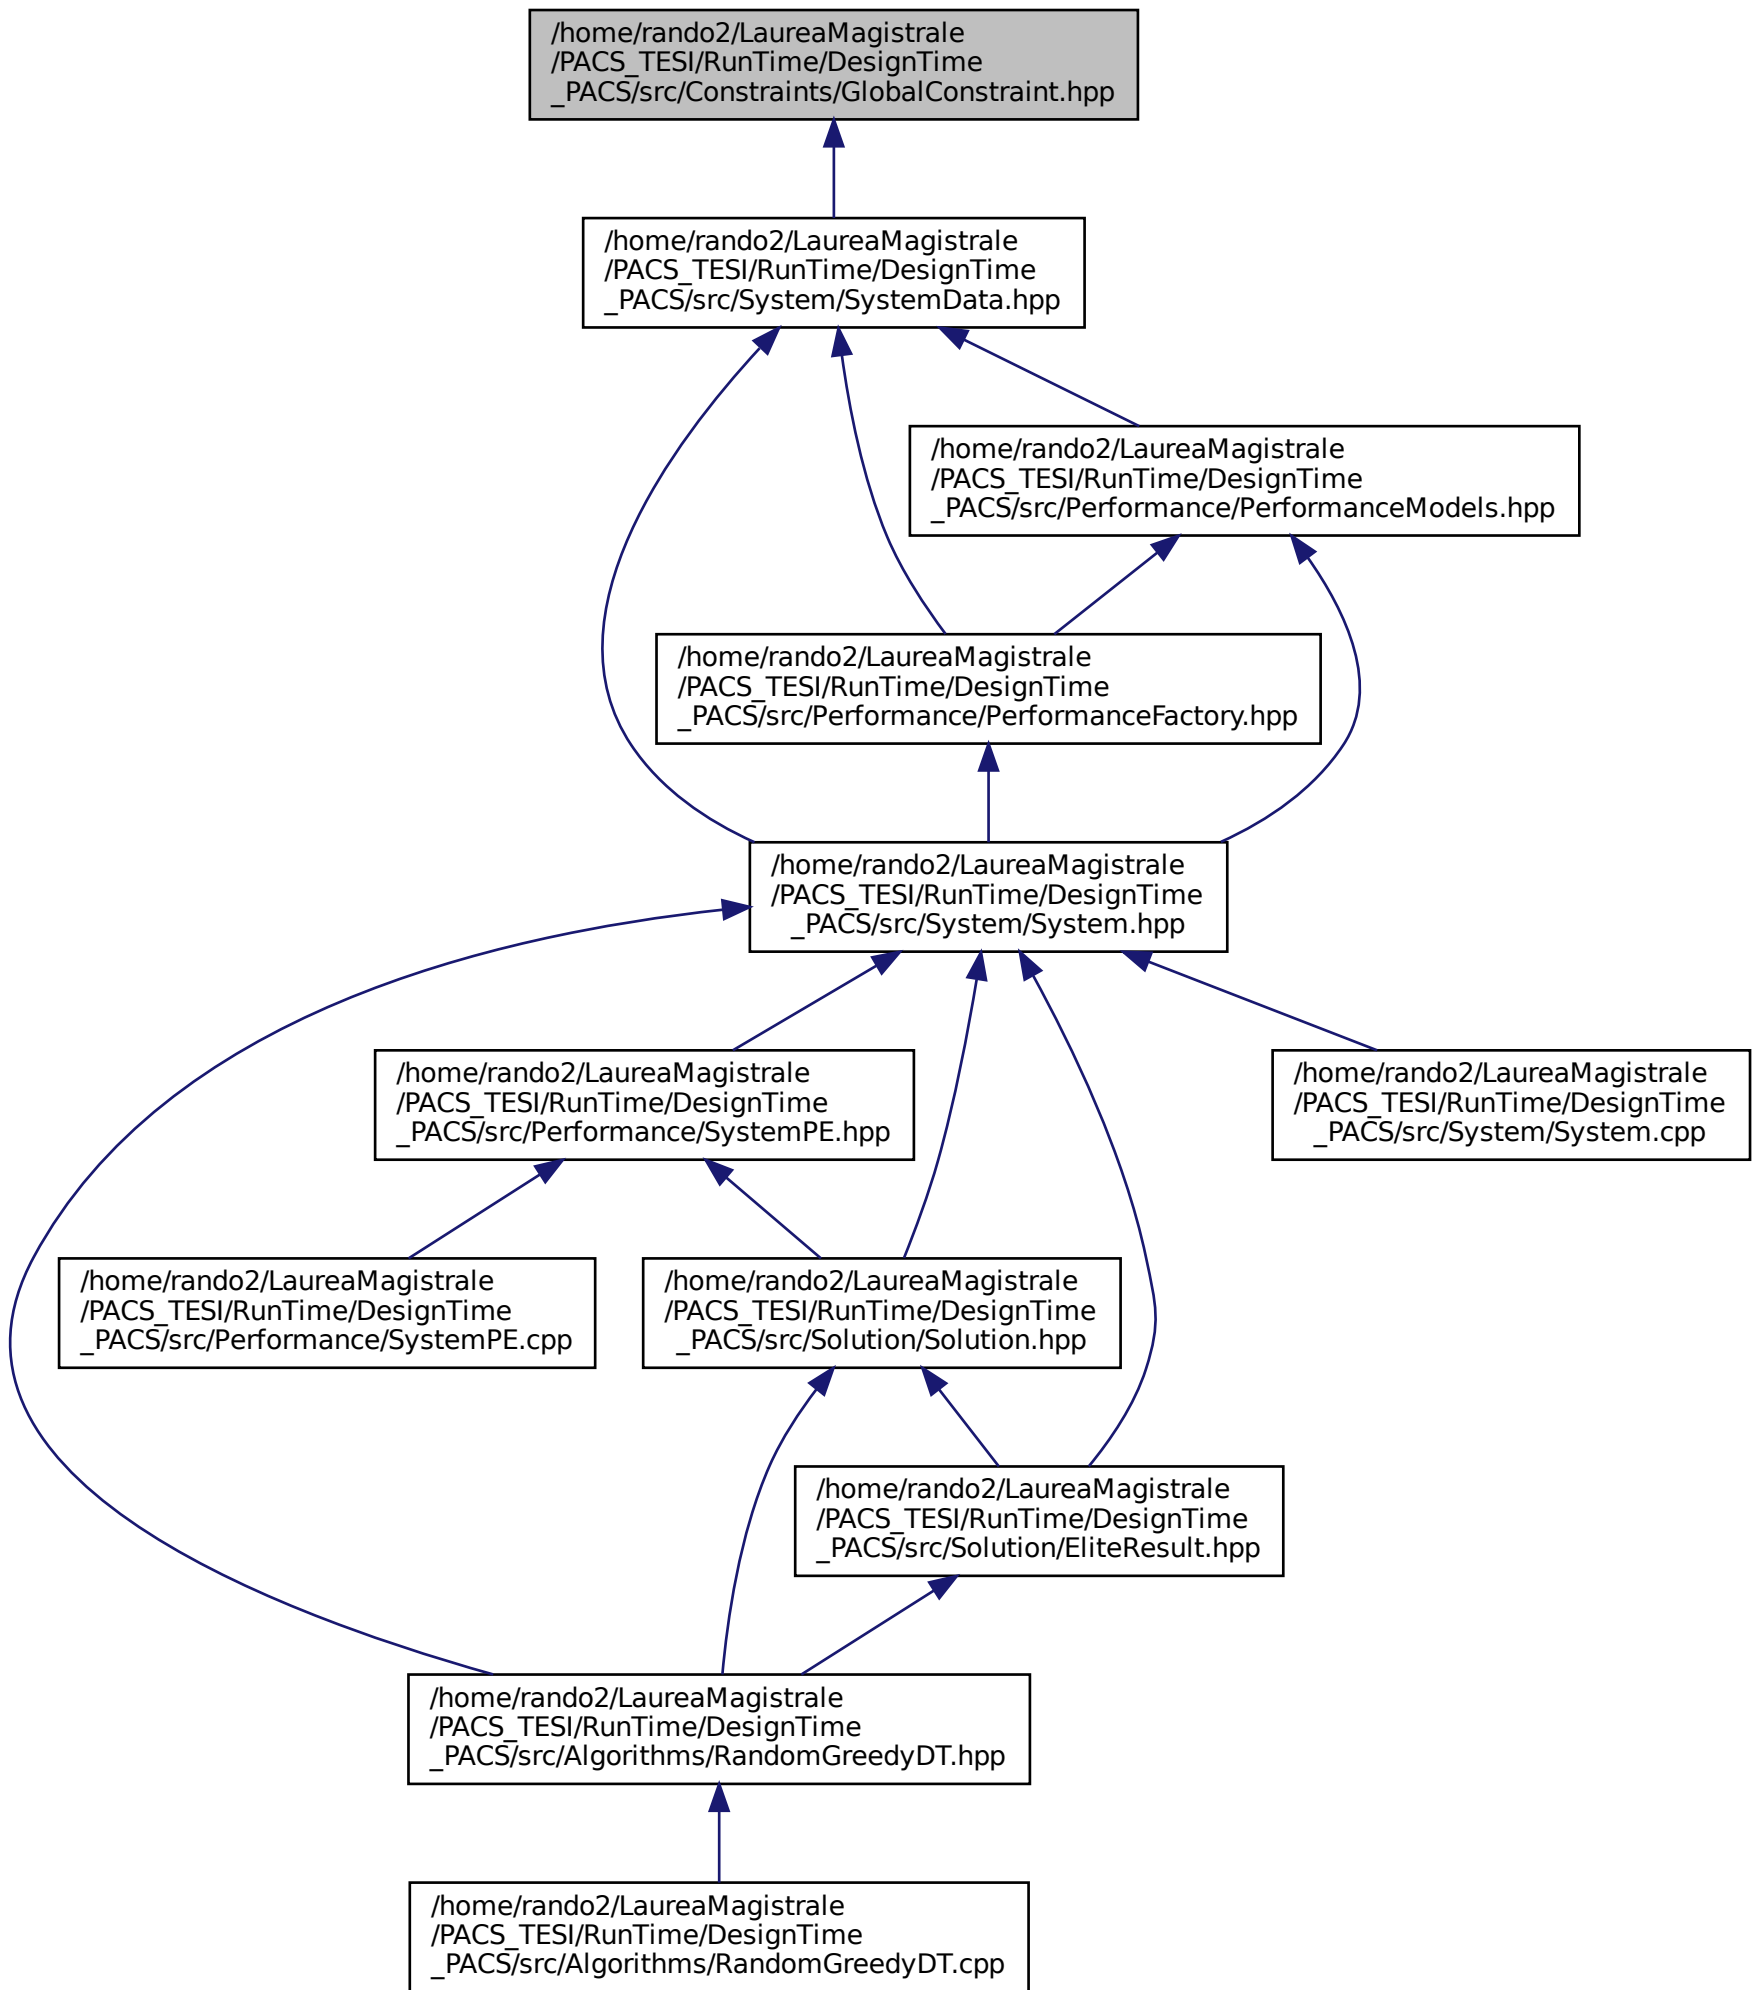 /home/rando2/LaureaMagistrale
/PACS_TESI/RunTime/DesignTime
_PACS/src/Constraints/GlobalConstraint.hpp
/home/rando2/LaureaMagistrale
/PACS_TESI/RunTime/DesignTime
_PACS/src/System/SystemData.hpp
/home/rando2/LaureaMagistrale
/PACS_TESI/RunTime/DesignTime
_PACS/src/Performance/PerformanceModels.hpp
/home/rando2/LaureaMagistrale
/PACS_TESI/RunTime/DesignTime
_PACS/src/Performance/PerformanceFactory.hpp
/home/rando2/LaureaMagistrale
/PACS_TESI/RunTime/DesignTime
_PACS/src/System/System.hpp
/home/rando2/LaureaMagistrale
/PACS_TESI/RunTime/DesignTime
_PACS/src/Performance/SystemPE.hpp
/home/rando2/LaureaMagistrale
/PACS_TESI/RunTime/DesignTime
_PACS/src/System/System.cpp
/home/rando2/LaureaMagistrale
/PACS_TESI/RunTime/DesignTime
_PACS/src/Performance/SystemPE.cpp
/home/rando2/LaureaMagistrale
/PACS_TESI/RunTime/DesignTime
_PACS/src/Solution/Solution.hpp
/home/rando2/LaureaMagistrale
/PACS_TESI/RunTime/DesignTime
_PACS/src/Solution/EliteResult.hpp
/home/rando2/LaureaMagistrale
/PACS_TESI/RunTime/DesignTime
_PACS/src/Algorithms/RandomGreedyDT.hpp
/home/rando2/LaureaMagistrale
/PACS_TESI/RunTime/DesignTime
_PACS/src/Algorithms/RandomGreedyDT.cpp